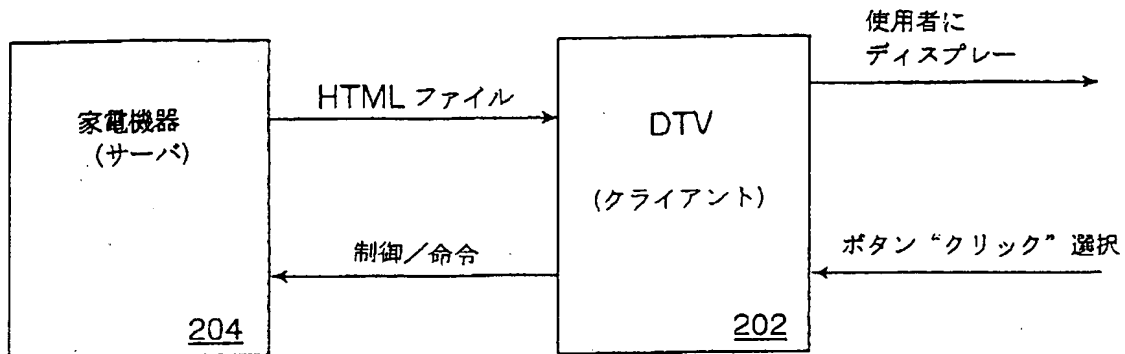 使用者に
ディスプレー
HTML ファイル
家電機器
(サーバ)
DTV
(クライアント)
制御/命令
ボタン“クリック”選択
204
202